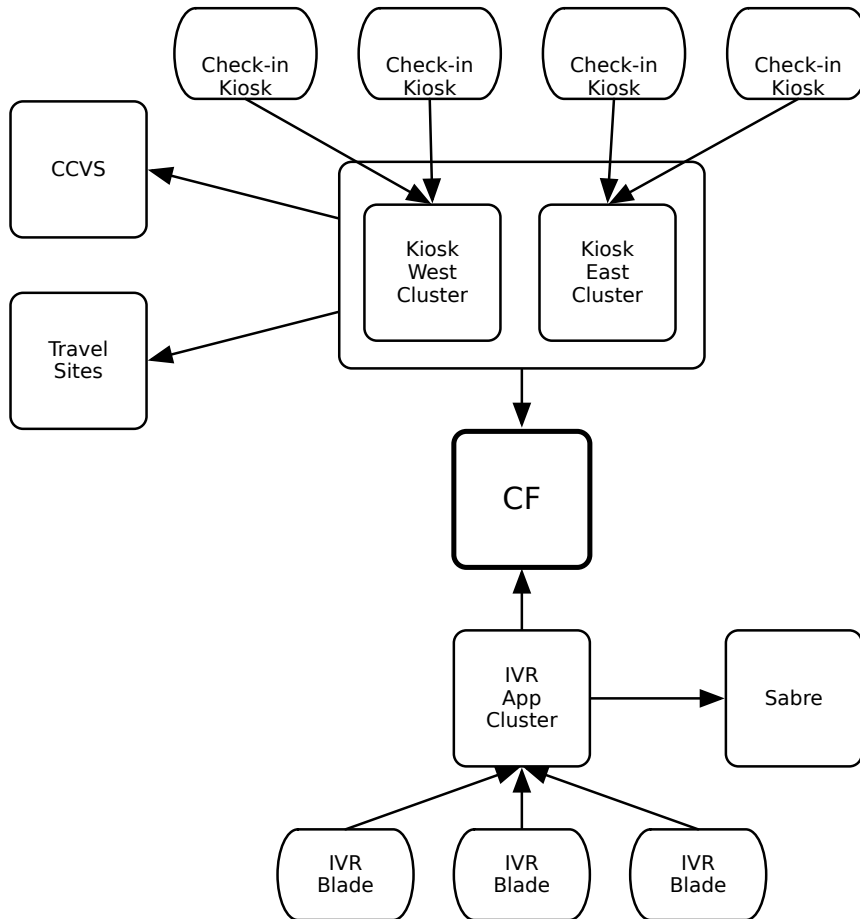 Check-in
Kiosk
Check-in
Kiosk
Check-in
Kiosk
Check-in
Kiosk
CCVS
Kiosk
West
Cluster
Kiosk
East
Cluster
Travel
Sites
CF
IVR
App
Cluster
Sabre
IVR
Blade
IVR
Blade
IVR
Blade